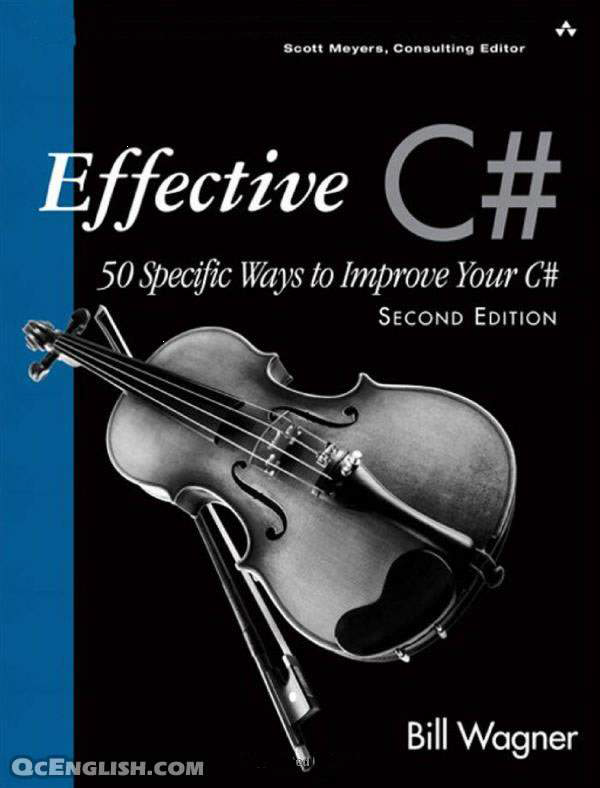 Scott Meyers, Consulting Editor
Effective C#
50 Specific Ways to Improve Your C#
SECOND EDITION
Bill Wagner
QCENGLISH.COM